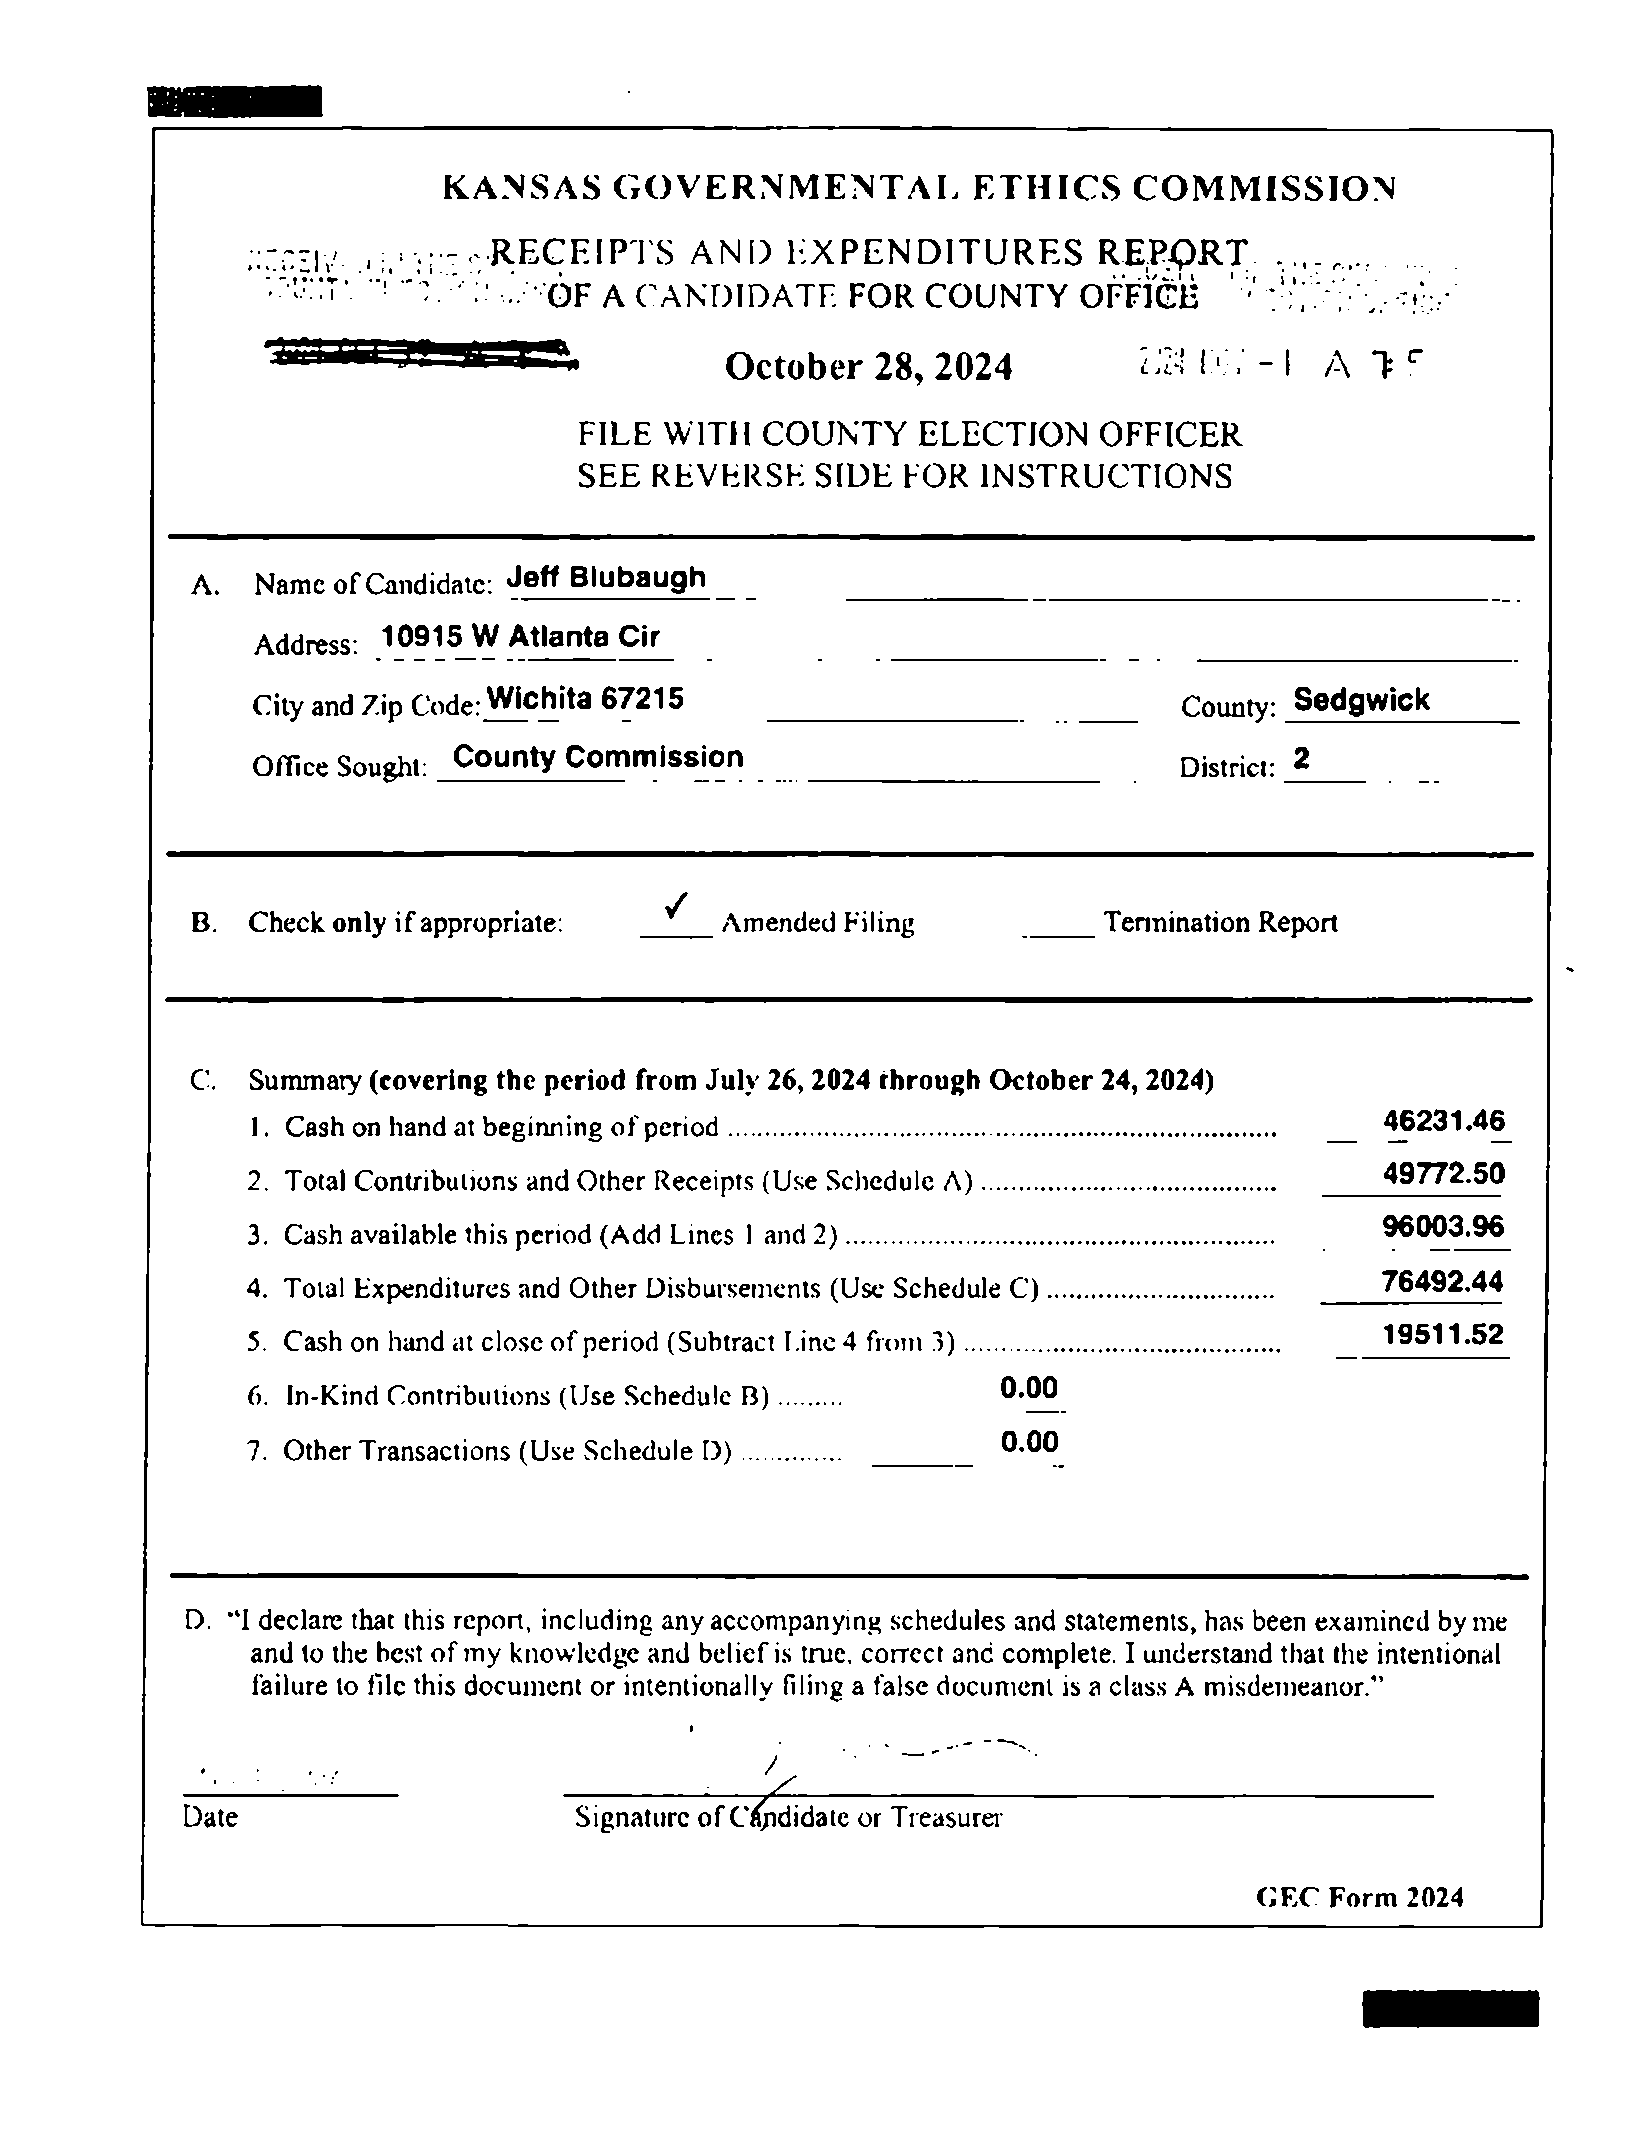 KANSAS GOVERNMENTAL ETHICS COMMISSION
RECEIPTS AND EXPENDITURES REPORT
OF A CANDIDATE FOR COUNTY OFFICE
October 28, 2024
FILE WITH COUNTY ELECTION OFFICER
SEE REVERSE SIDE FOR INSTRUCTIONS
A. Name of Candidate: Jeff Blubaugh
Address: 10915 W Atlanta Cir
City and Zip Code: Wichita 67215 County: Sedgwick
Office Sought: County Commission District: 2
B. Check only if appropriate: ✓ Amended Filing Termination Report
C. Summary (covering the period from July 26, 2024 through October 24, 2024)
1. Cash on hand at beginning of period 46231.46
2. Total Contributions and Other Receipts (Use Schedule A) 49772.50
3. Cash available this period (Add Lines 1 and 2) 96003.96
4. Total Expenditures and Other Disbursements (Use Schedule C) 76492.44
5. Cash on hand at close of period (Subtract Line 4 from 3) 19511.52
6. In-Kind Contributions (Use Schedule B) 0.00
7. Other Transactions (Use Schedule D) 0.00
D. "I declare that this report, including any accompanying schedules and statements, has been examined by me
and to the best of my knowledge and belief is true, correct and complete. I understand that the intentional
failure to file this document or intentionally filing a false document is a class A misdemeanor."
Date Signature of Candidate or Treasurer
GEC Form 2024